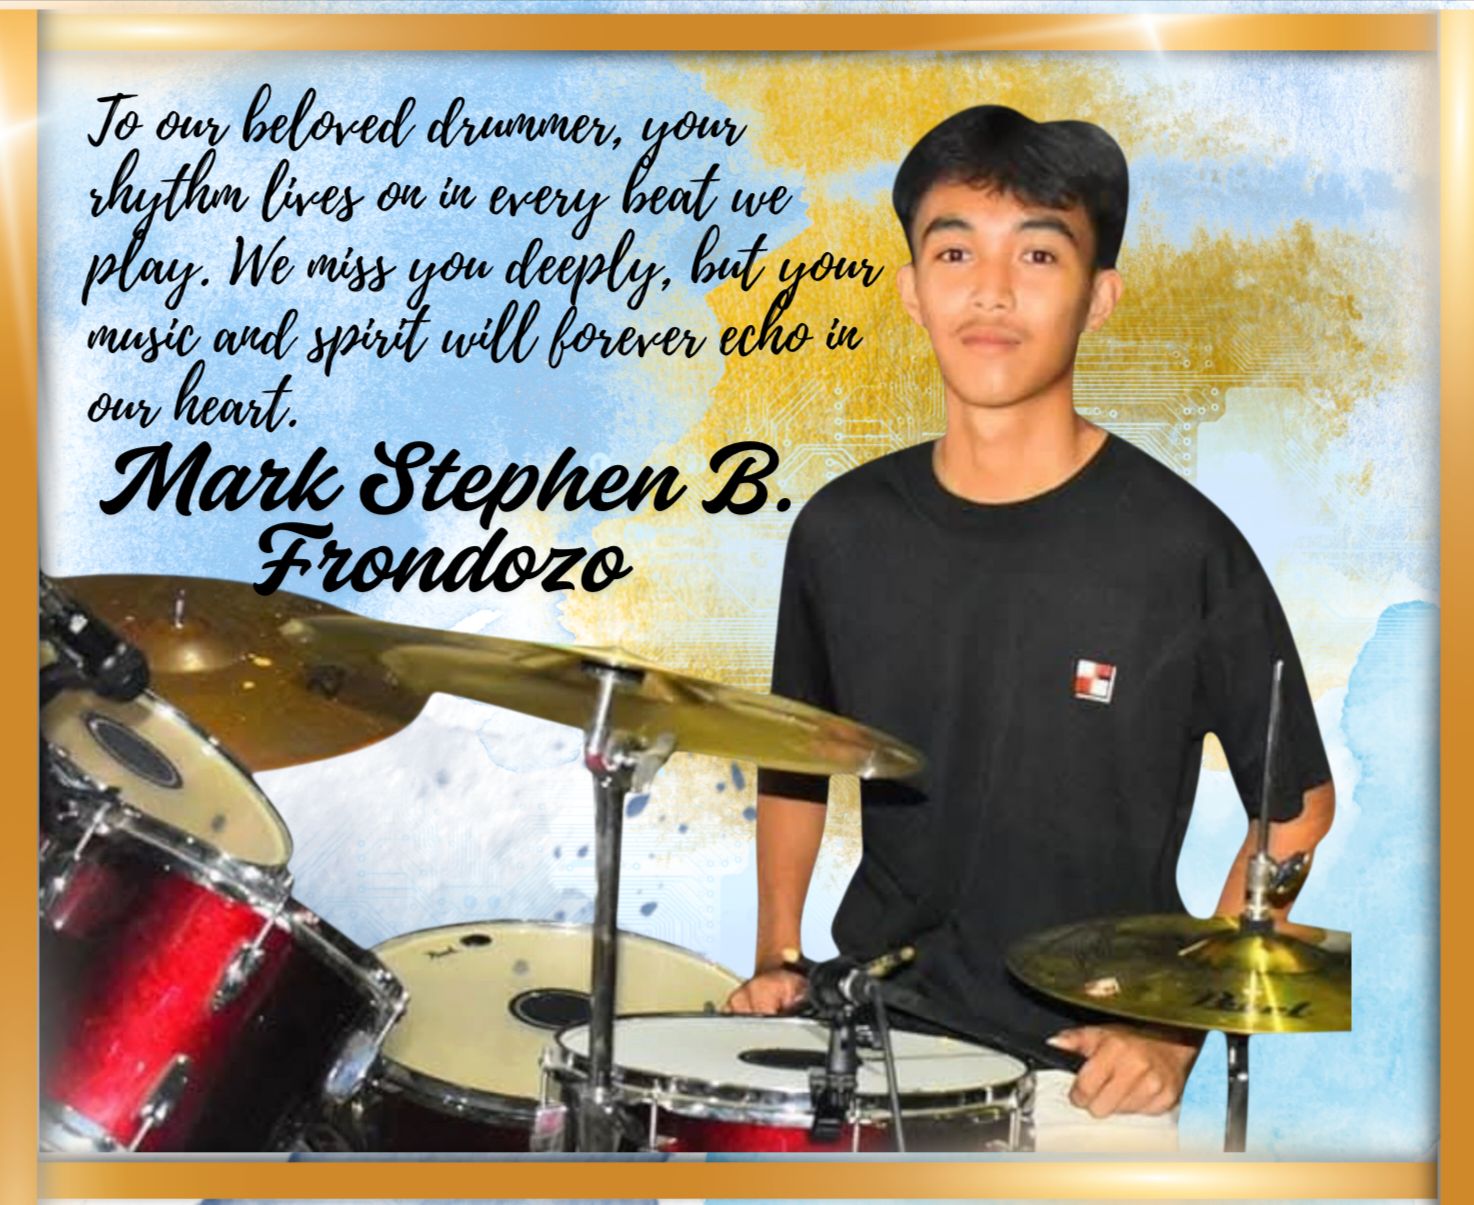 To our beloved drummer, your
rhythm lives on in every beat we
play. We miss you deeply, but your
music and spirit will forever echo in
our heart.
Mark Stephen B.
Frondozo
Pearl